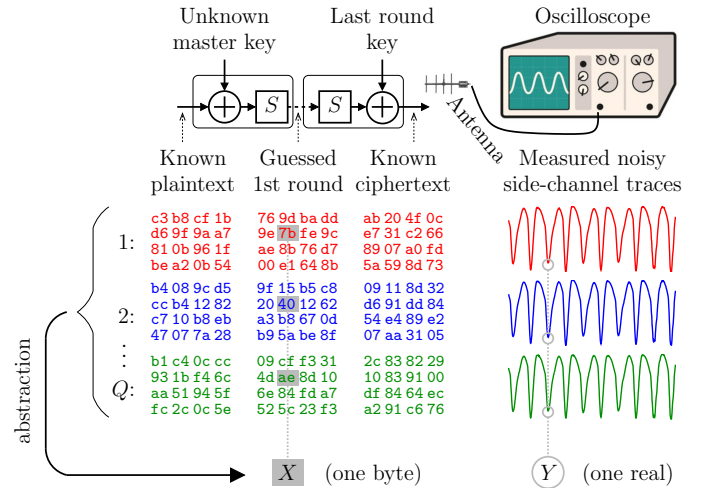 Unknown
master key
Last round
key
Oscilloscope
S
S
Antenna
Known
plaintext
Guessed
1st round
Known
ciphertext
Measured noisy
side-channel traces
c3 b8 cf 1b 76 9d ba dd ab 20 4f 0c
1: d6 9f 9a a7 9e 7b fe 9c e7 31 c2 66
81 0b 96 1f ae 8b 76 d7 89 07 a0 fd
be a2 0b 54 00 e1 64 8b 5a 59 8d 73
b4 08 9c d5 9f 15 b5 c8 09 11 8d 32
2: cc b4 12 82 20 40 12 62 d6 91 dd 84
c7 10 b8 eb a3 b8 67 0d 54 e4 89 e2
47 07 7a 28 b9 5a be 8f 07 aa 31 05
⋮
b1 c4 0c cc 09 cf f3 31 2c 83 82 29
Q: 93 1b f4 6c 4d ae 8d 10 10 83 91 00
aa 51 94 5f 6e 84 fd a7 df 84 64 ec
fc 2c 0c 5e 52 5c 23 f3 a2 91 c6 76
abstraction
X (one byte)
Y (one real)